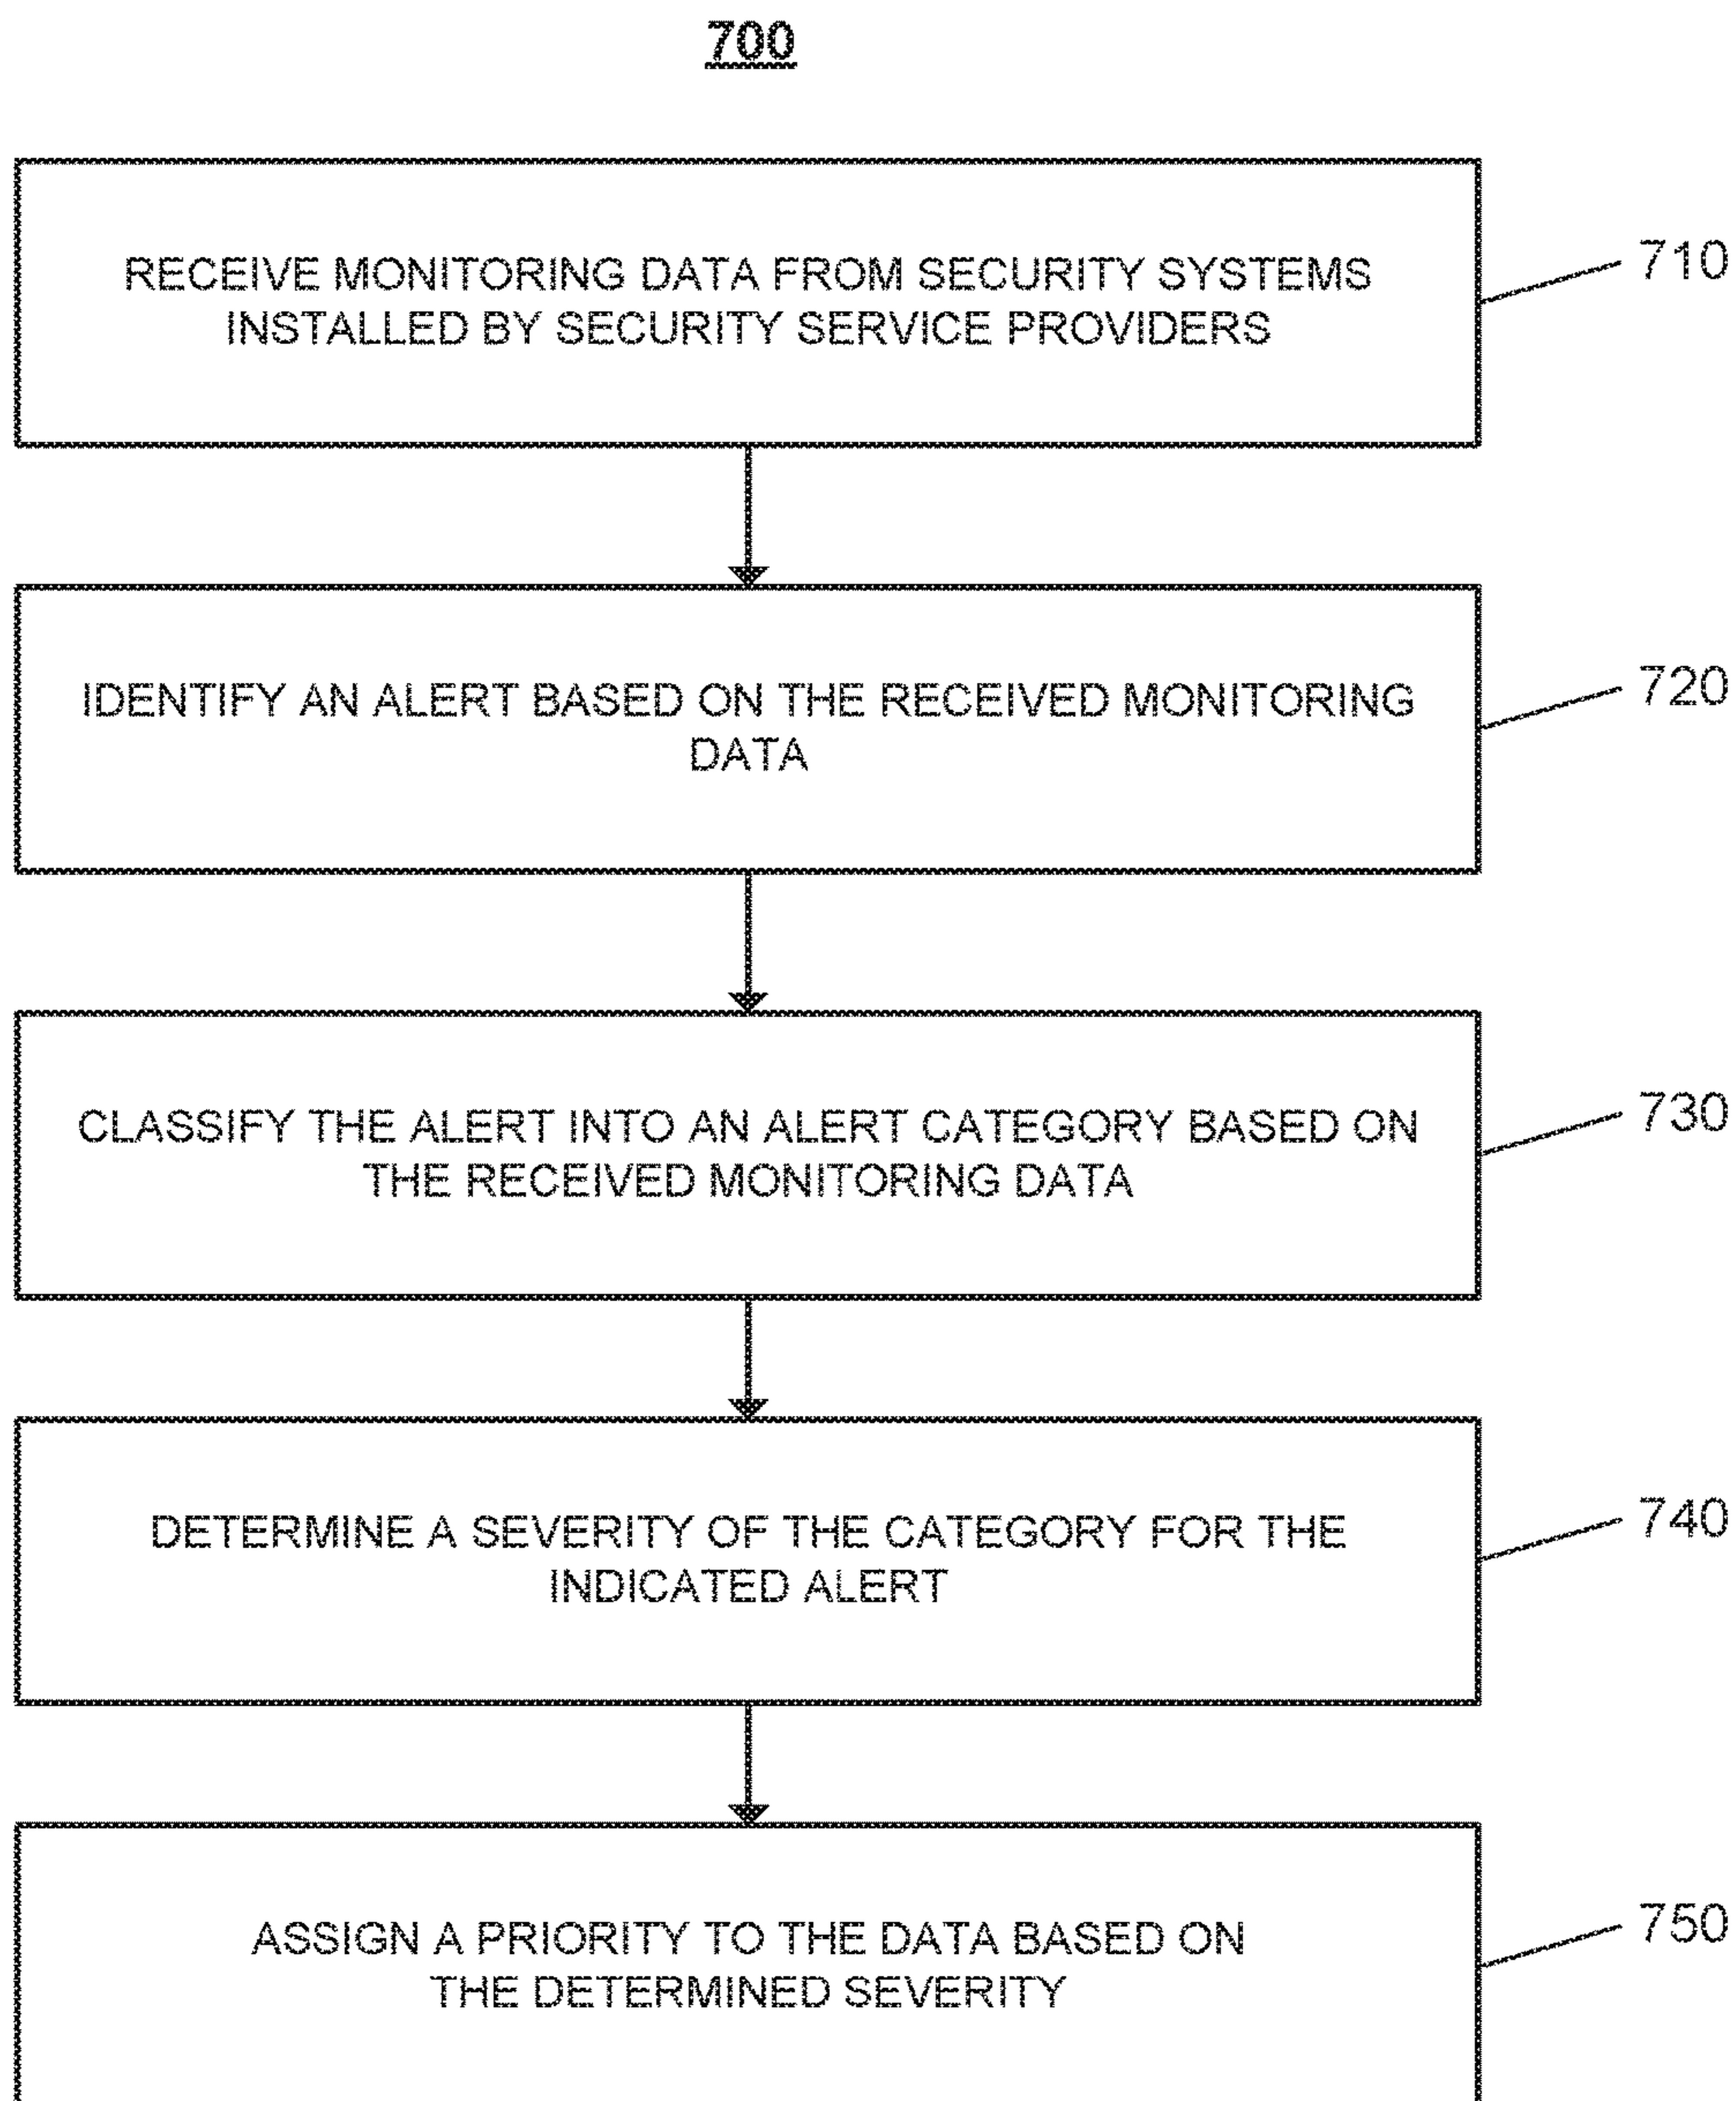 700
RECEIVE MONITORING DATA FROM SECURITY SYSTEMS
INSTALLED BY SECURITY SERVICE PROVIDERS
710
IDENTIFY AN ALERT BASED ON THE RECEIVED MONITORING
DATA
720
CLASSIFY THE ALERT INTO AN ALERT CATEGORY BASED ON
THE RECEIVED MONITORING DATA
730
DETERMINE A SEVERITY OF THE CATEGORY FOR THE
INDICATED ALERT
740
ASSIGN A PRIORITY TO THE DATA BASED ON
THE DETERMINED SEVERITY
750